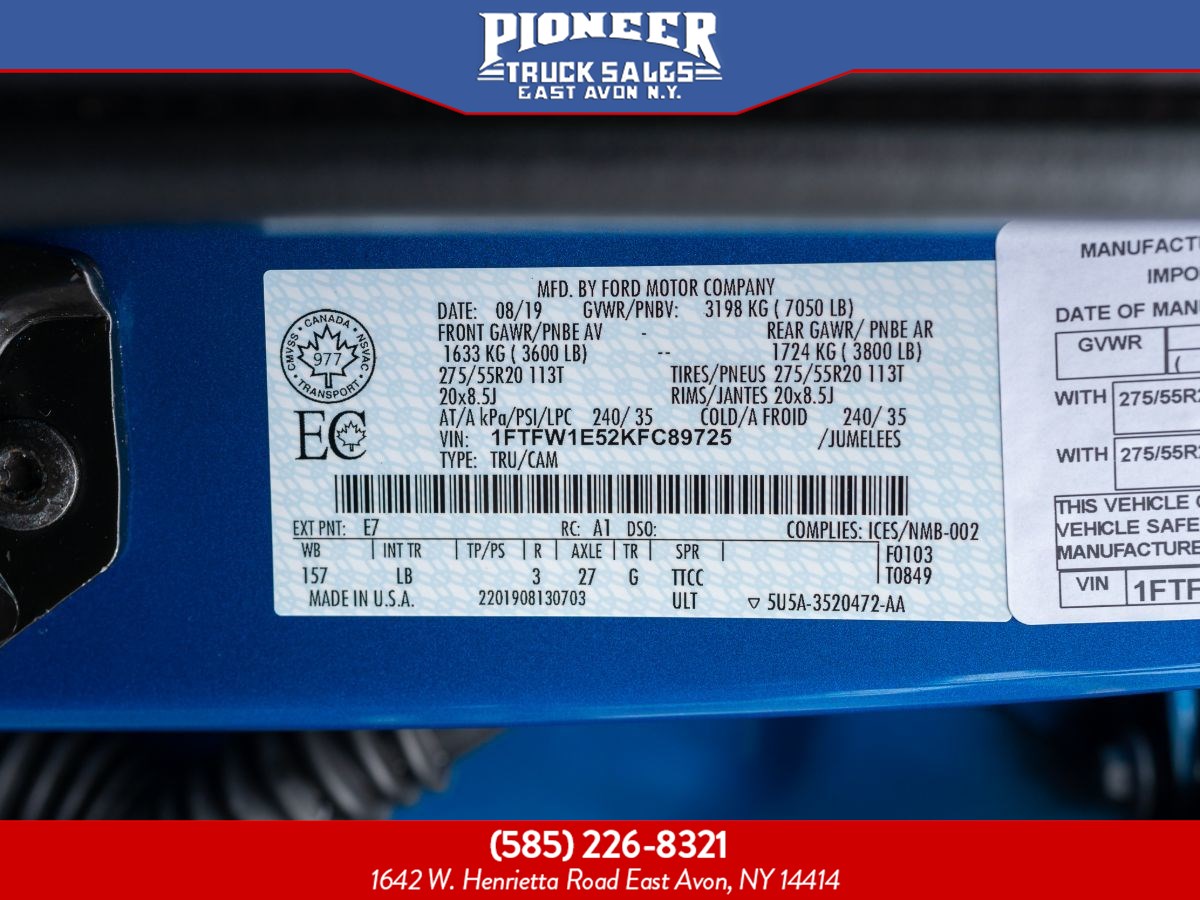 PIONEER
TRUCK SALES
EAST AVON N.Y.
MFD. BY FORD MOTOR COMPANY
DATE: 08/19 GVWR/PNBV: 3198 KG ( 7050 LB)
FRONT GAWR/PNBE AV - REAR GAWR/ PNBE AR
1633 KG ( 3600 LB) -- 1724 KG ( 3800 LB)
275/55R20 113T TIRES/PNEUS 275/55R20 113T
20x8.5J RIMS/JANTES 20x8.5J
AT/A kPa/PSI/LPC 240/ 35 COLD/A FROID 240/ 35
VIN: 1FTFW1E52KFC89725 /JUMELEES
TYPE: TRU/CAM
CANADA
CMVSS · NSVAC
977
TRANSPORT
EC
EXT PNT: E7 RC: A1 DSO: COMPLIES: ICES/NMB-002
WB INT TR TP/PS R AXLE TR SPR F0103
157 LB 3 27 G TTCC T0849
MADE IN U.S.A. 2201908130703 ULT ▽ 5U5A-3520472-AA
MANUFACT
IMPO
DATE OF MAN
GVWR
(
WITH 275/55R2
WITH 275/55R2
THIS VEHICLE
VEHICLE SAFE
MANUFACTURE
VIN 1FTF
(585) 226-8321
1642 W. Henrietta Road East Avon, NY 14414